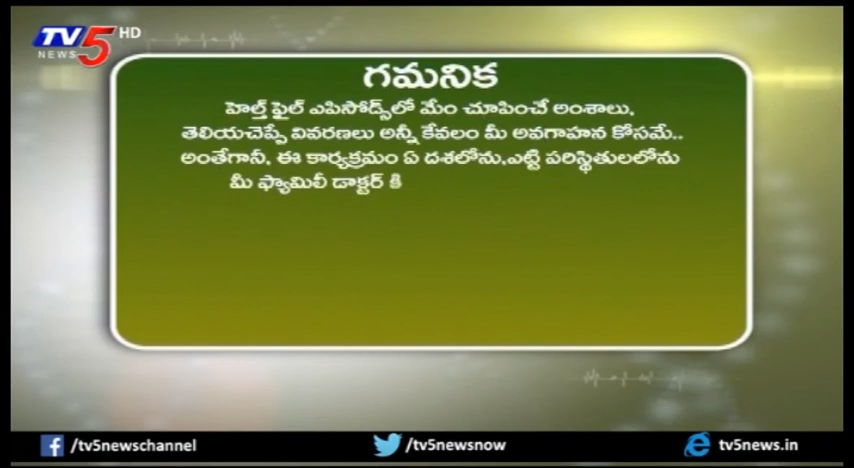 TV5 HD
NEWS
గమనిక
హెల్త్ ఫైల్ ఎపిసోడ్స్‌లో మేం చూపించే అంశాలు,
తెలియచెప్పే వివరణలు అన్నీ కేవలం మీ అవగాహన కోసమే..
అంతేగానీ, ఈ కార్యక్రమం ఏ దశలోను,ఎట్టి పరిస్థితులలోను
మీ ఫ్యామిలీ డాక్టర్ కి
/tv5newschannel
/tv5newsnow
tv5news.in